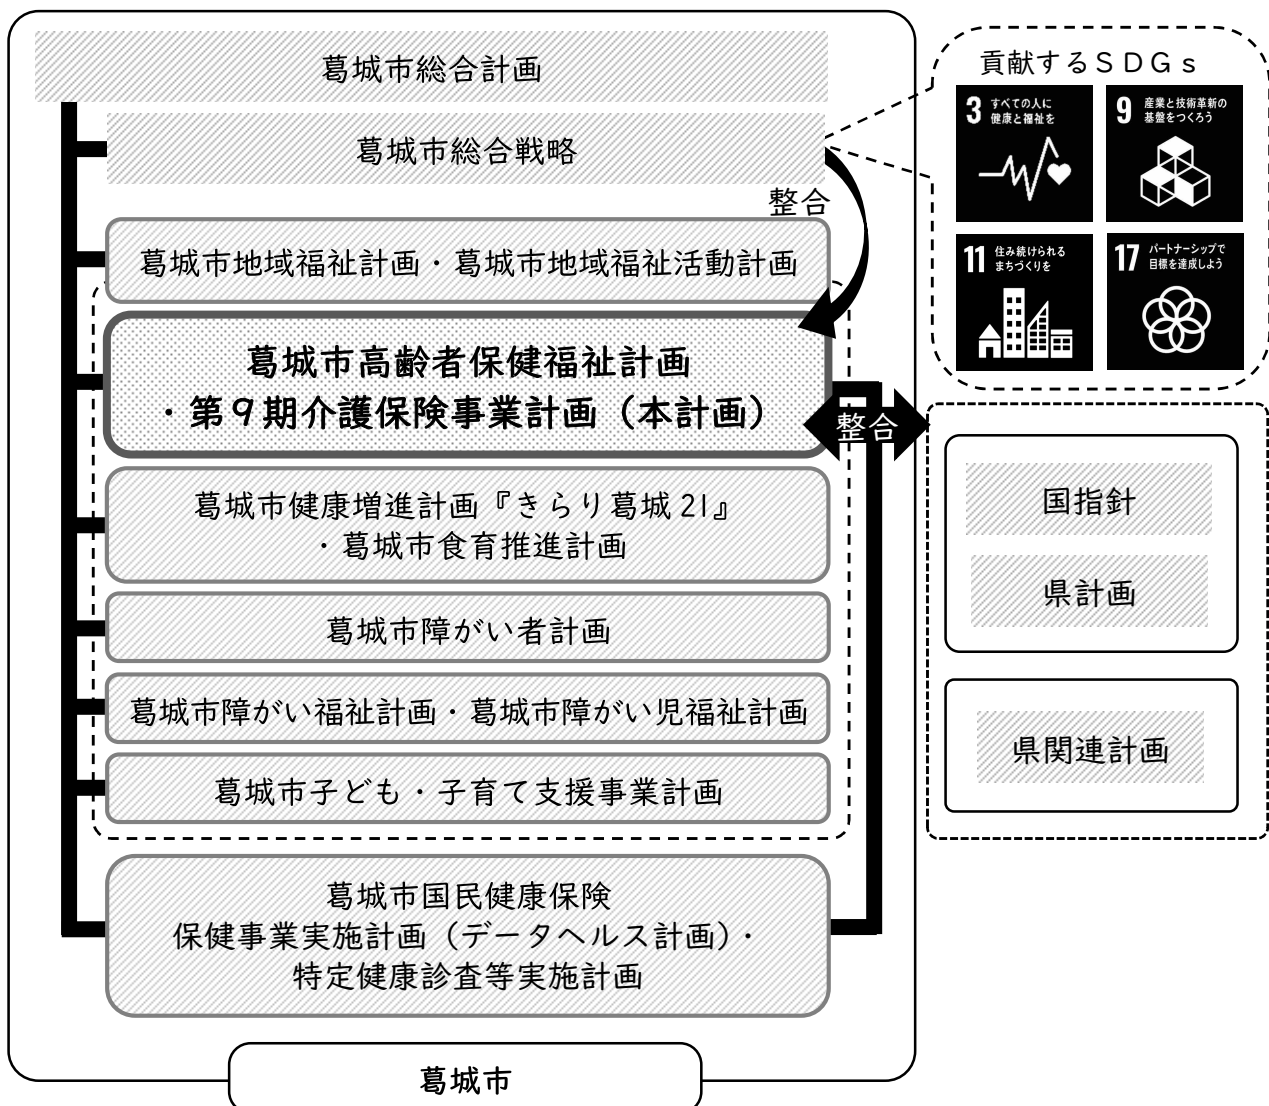 葛城市総合計画
葛城市総合戦略
整合
葛城市地域福祉計画・葛城市地域福祉活動計画
葛城市高齢者保健福祉計画
・第９期介護保険事業計画（本計画）
整合
葛城市健康増進計画『きらり葛城 21』
・葛城市食育推進計画
葛城市障がい者計画
葛城市障がい福祉計画・葛城市障がい児福祉計画
葛城市子ども・子育て支援事業計画
葛城市国民健康保険
保健事業実施計画（データヘルス計画）・
特定健康診査等実施計画
葛城市
貢献するＳＤＧｓ
3 すべての人に
健康と福祉を
9 産業と技術革新の
基盤をつくろう
11 住み続けられる
まちづくりを
17 パートナーシップで
目標を達成しよう
国指針
県計画
県関連計画